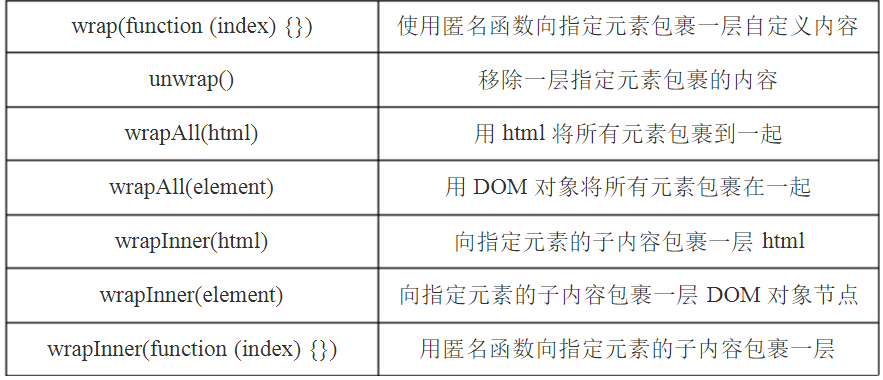 wrap(function (index) {}) 使用匿名函数向指定元素包裹一层自定义内容
unwrap() 移除一层指定元素包裹的内容
wrapAll(html) 用 html 将所有元素包裹到一起
wrapAll(element) 用 DOM 对象将所有元素包裹在一起
wrapInner(html) 向指定元素的子内容包裹一层 html
wrapInner(element) 向指定元素的子内容包裹一层 DOM 对象节点
wrapInner(function (index) {}) 用匿名函数向指定元素的子内容包裹一层